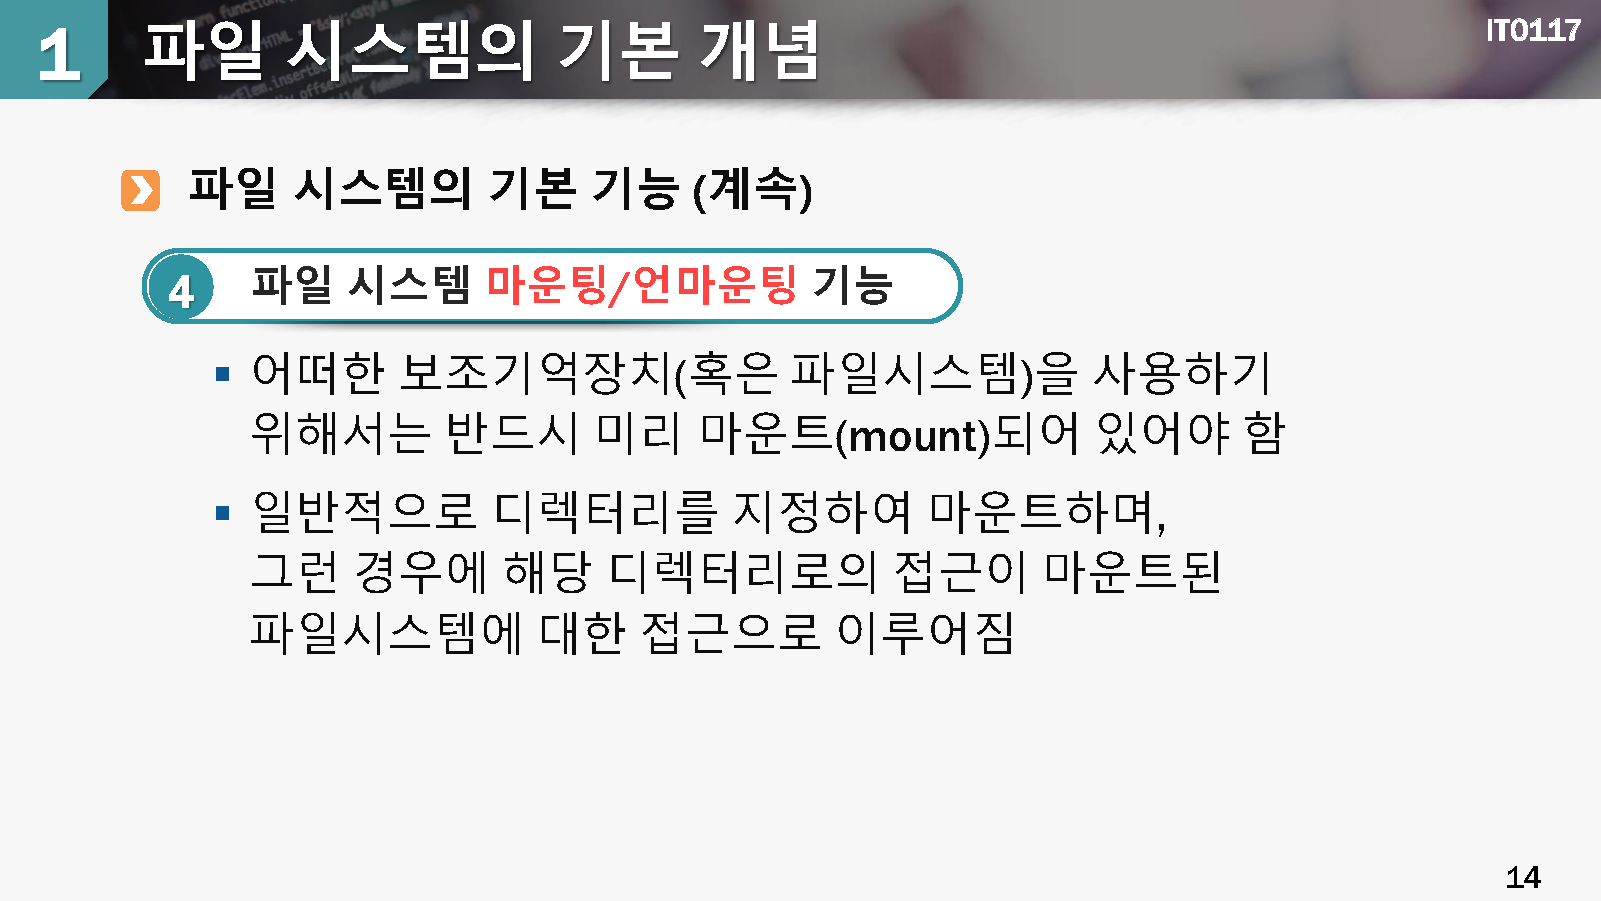 1 파일 시스템의 기본 개념
IT0117
파일 시스템의 기본 기능 (계속)
4 파일 시스템 마운팅/언마운팅 기능
▪ 어떠한 보조기억장치(혹은 파일시스템)을 사용하기
위해서는 반드시 미리 마운트(mount)되어 있어야 함
▪ 일반적으로 디렉터리를 지정하여 마운트하며,
그런 경우에 해당 디렉터리로의 접근이 마운트된
파일시스템에 대한 접근으로 이루어짐
14